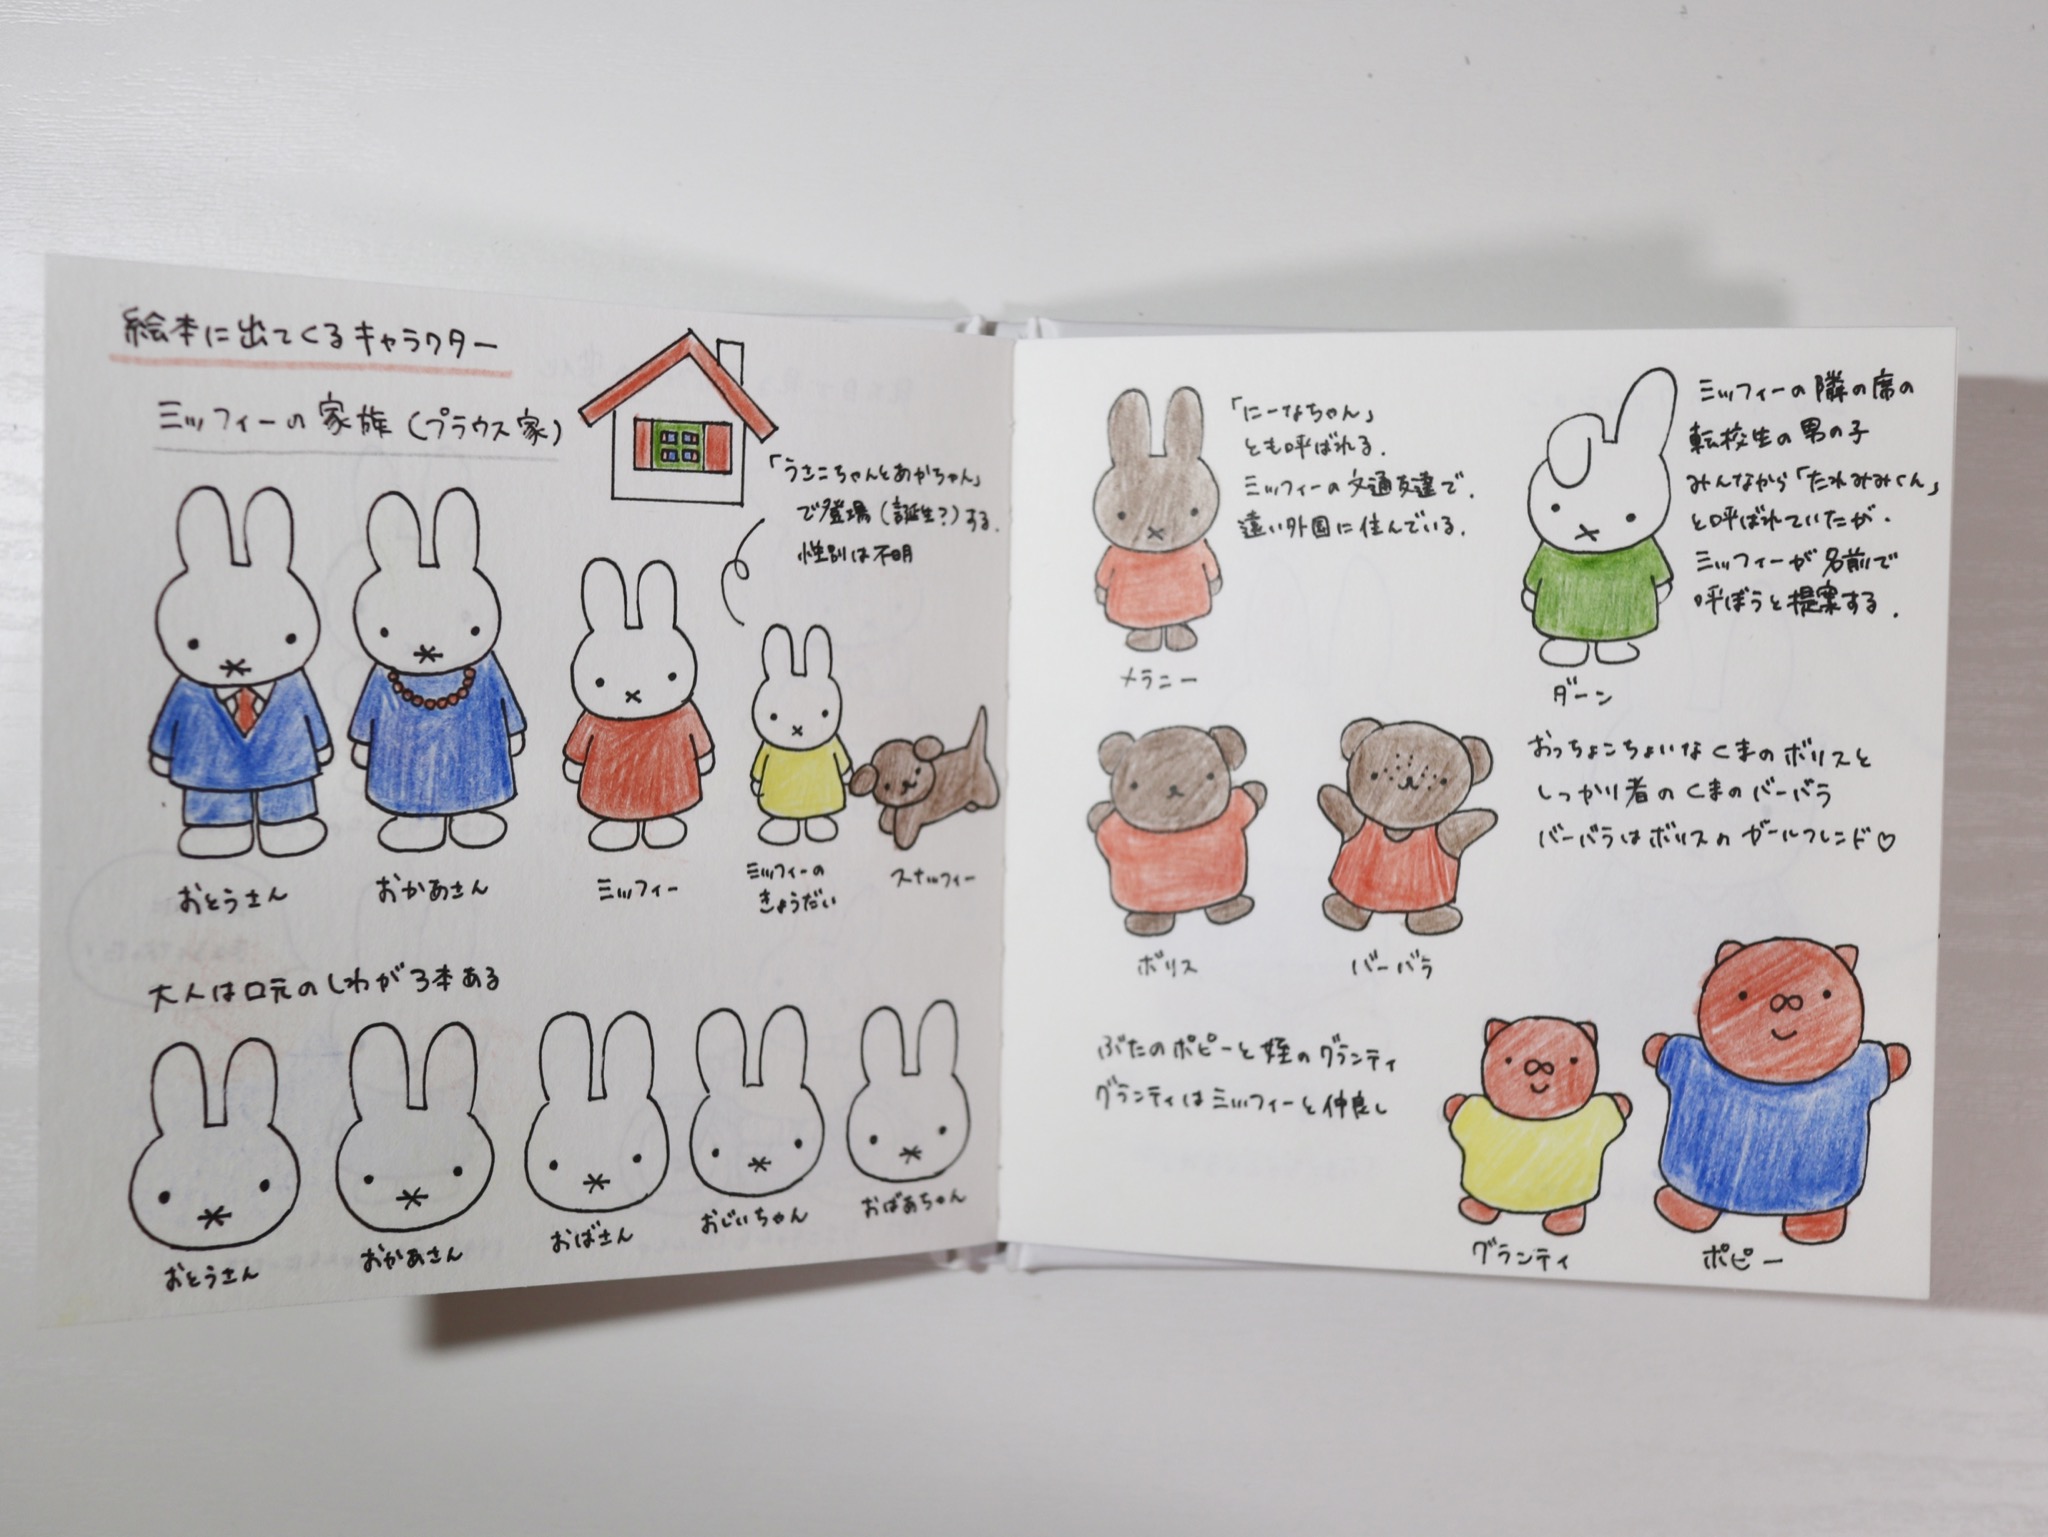 絵本に出てくるキャラクター
ミッフィーの家族(プラウス家)
「うさこちゃんとあかちゃん」
で登場(誕生?)する.
性別は不明
おとうさん
おかあさん
ミッフィー
ミッフィーの
きょうだい
スナッフィー
大人は口元のしわが3本ある
おとうさん
おかあさん
おばさん
おじいちゃん
おばあちゃん
「にーなちゃん」
とも呼ばれる.
ミッフィーの文通友達で.
遠い外国に住んでいる.
メラニー
ミッフィーの隣の席の
転校生の男の子
みんなから「たれみみくん」
と呼ばれていたが.
ミッフィーが名前で
呼ぼうと提案する.
ダーン
おっちょこちょいなくまのボリスと
しっかり者のくまのバーバラ
バーバラはボリスのガールフレンド♡
ボリス
バーバラ
ぶたのポピーと姪のグランティ
グランティはミッフィーと仲良し
グランティ
ポピー